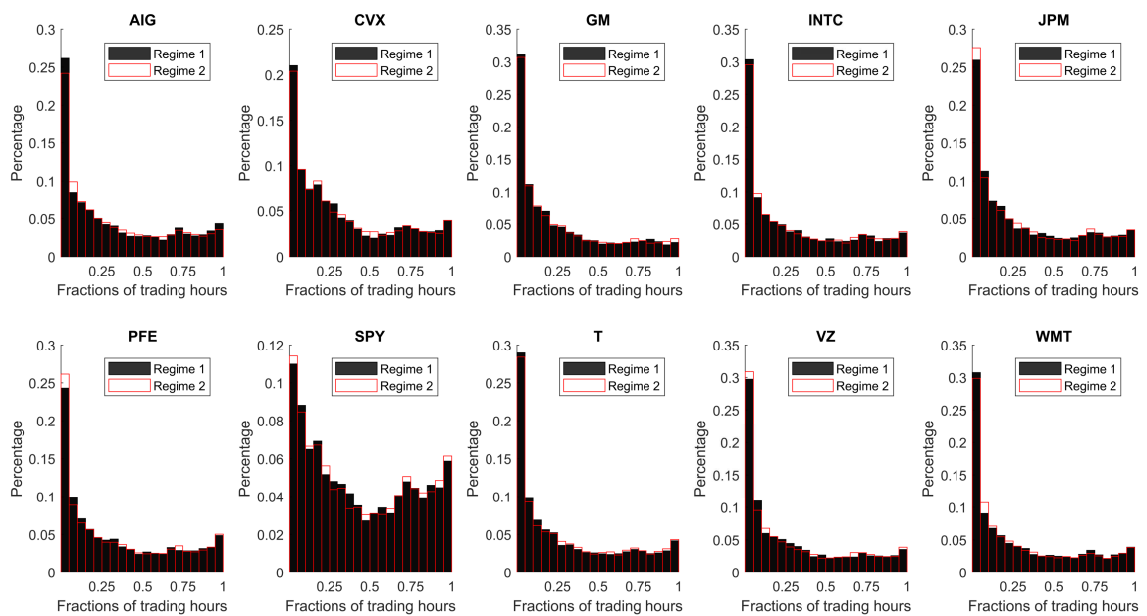 AIG
0.3
0.25
0.2
0.15
0.1
0.05
0
Percentage
Regime 1
Regime 2
0.25 0.5 0.75 1
Fractions of trading hours
CVX
0.25
0.2
0.15
0.1
0.05
0
Percentage
Regime 1
Regime 2
0.25 0.5 0.75 1
Fractions of trading hours
GM
0.35
0.3
0.25
0.2
0.15
0.1
0.05
0
Percentage
Regime 1
Regime 2
0.25 0.5 0.75 1
Fractions of trading hours
INTC
0.35
0.3
0.25
0.2
0.15
0.1
0.05
0
Percentage
Regime 1
Regime 2
0.25 0.5 0.75 1
Fractions of trading hours
JPM
0.3
0.25
0.2
0.15
0.1
0.05
0
Percentage
Regime 1
Regime 2
0.25 0.5 0.75 1
Fractions of trading hours
PFE
0.3
0.25
0.2
0.15
0.1
0.05
0
Percentage
Regime 1
Regime 2
0.25 0.5 0.75 1
Fractions of trading hours
SPY
0.12
0.1
0.08
0.06
0.04
0.02
0
Percentage
Regime 1
Regime 2
0.25 0.5 0.75 1
Fractions of trading hours
T
0.3
0.25
0.2
0.15
0.1
0.05
0
Percentage
Regime 1
Regime 2
0.25 0.5 0.75 1
Fractions of trading hours
VZ
0.35
0.3
0.25
0.2
0.15
0.1
0.05
0
Percentage
Regime 1
Regime 2
0.25 0.5 0.75 1
Fractions of trading hours
WMT
0.35
0.3
0.25
0.2
0.15
0.1
0.05
0
Percentage
Regime 1
Regime 2
0.25 0.5 0.75 1
Fractions of trading hours